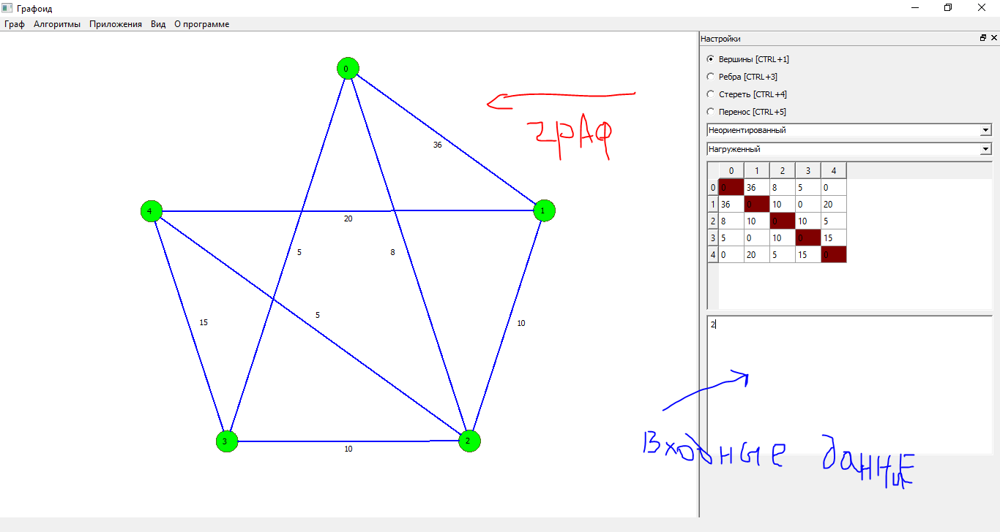 Графоид
Граф Алгоритмы Приложения Вид О программе
0
36
1
4
20
5
8
15
5
10
3
10
2
граф
Настройки
Вершины [CTRL+1]
Ребра [CTRL+3]
Стереть [CTRL+4]
Перенос [CTRL+5]
Неориентированный
Нагруженный
0 1 2 3 4
0 0 36 8 5 0
1 36 0 10 0 20
2 8 10 0 10 5
3 5 0 10 0 15
4 0 20 5 15 0
2
Входные данные